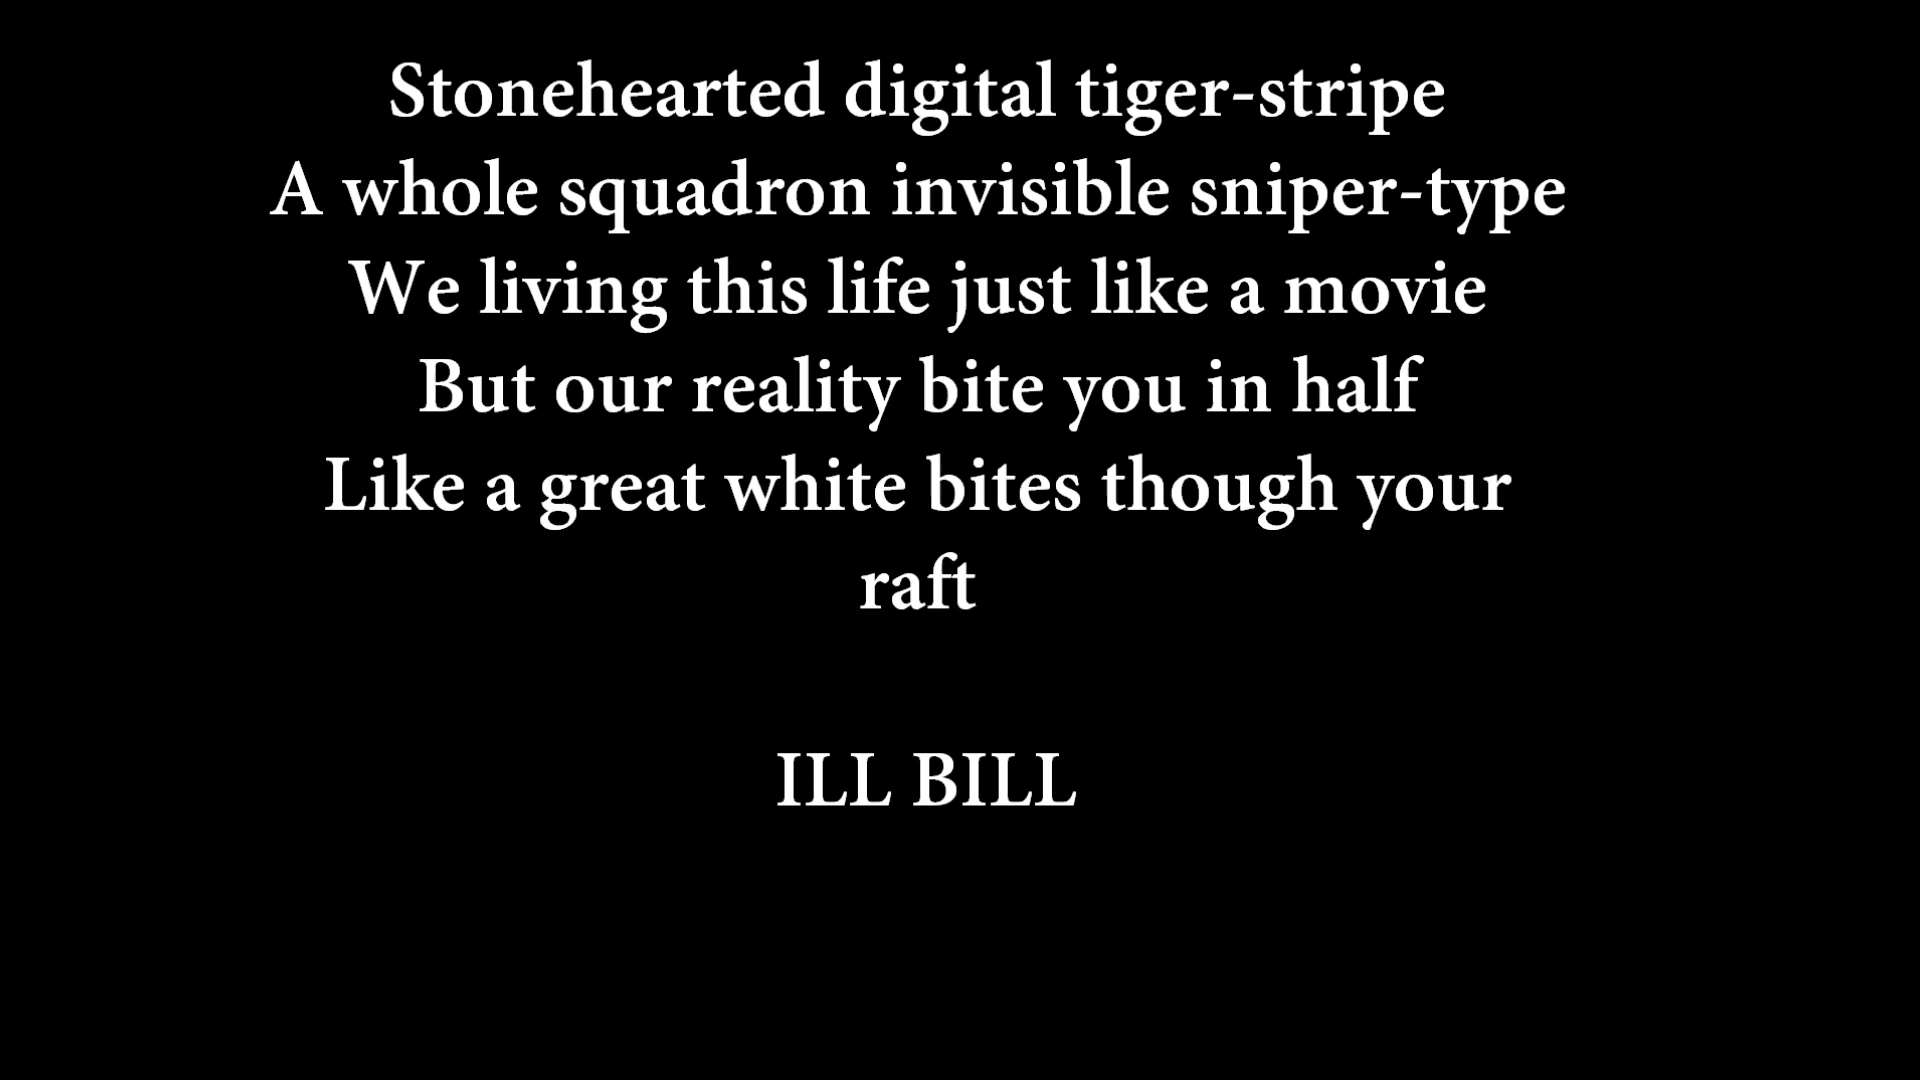 Stonehearted digital tiger-stripe
A whole squadron invisible sniper-type
We living this life just like a movie
But our reality bite you in half
Like a great white bites though your
raft
ILL BILL